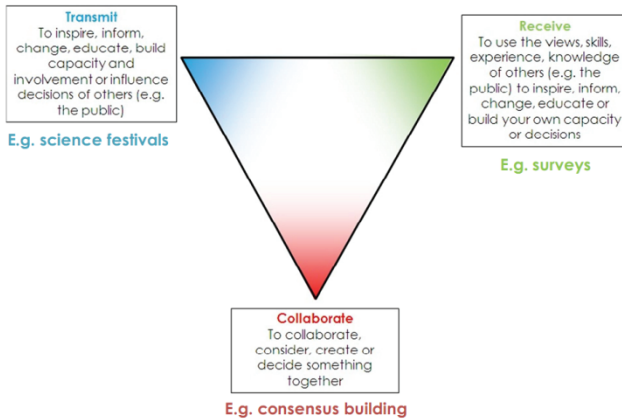 Transmit
To inspire, inform,
change, educate, build
capacity and
involvement or influence
decisions of others (e.g.
the public)
E.g. science festivals
Receive
To use the views, skills,
experience, knowledge
of others (e.g. the
public) to inspire, inform,
change, educate or
build your own capacity
or decisions
E.g. surveys
Collaborate
To collaborate,
consider, create or
decide something
together
E.g. consensus building